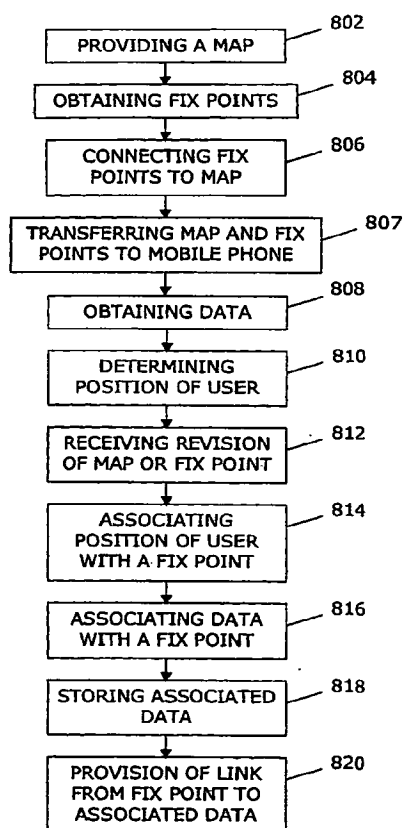 802
PROVIDING A MAP
804
OBTAINING FIX POINTS
806
CONNECTING FIX
POINTS TO MAP
807
TRANSFERRING MAP AND FIX
POINTS TO MOBILE PHONE
808
OBTAINING DATA
810
DETERMINING
POSITION OF USER
812
RECEIVING REVISION
OF MAP OR FIX POINT
814
ASSOCIATING
POSITION OF USER
WITH A FIX POINT
816
ASSOCIATING DATA
WITH A FIX POINT
818
STORING ASSOCIATED
DATA
820
PROVISION OF LINK
FROM FIX POINT TO
ASSOCIATED DATA